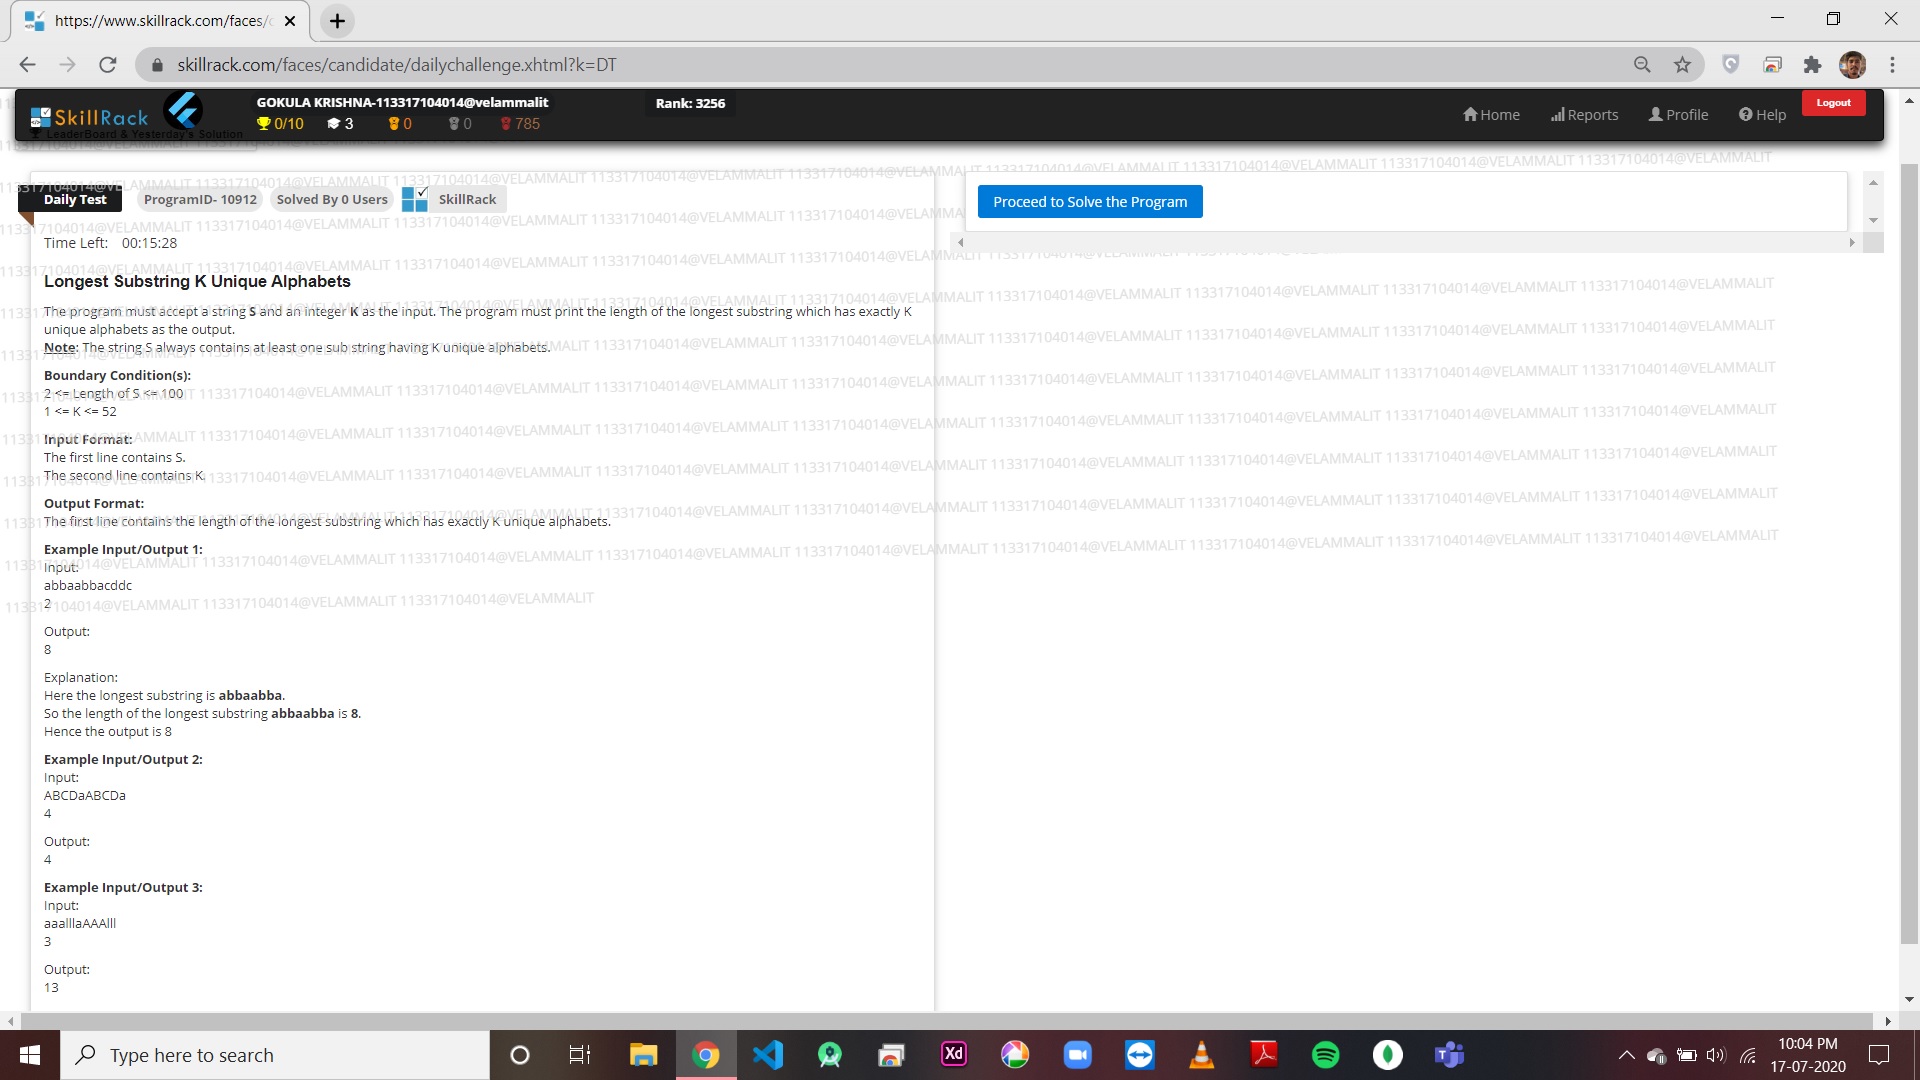 https://www.skillrack.com/faces/c
skillrack.com/faces/candidate/dailychallenge.xhtml?k=DT
SkillRack
GOKULA KRISHNA-113317104014@velammalit
0/10 3 0 0 785
Rank: 3256
Home Reports Profile Help Logout
LeaderBoard & Yesterday's Solution
Daily Test ProgramID- 10912 Solved By 0 Users SkillRack
Proceed to Solve the Program
Time Left: 00:15:28
Longest Substring K Unique Alphabets
The program must accept a string S and an integer K as the input. The program must print the length of the longest substring which has exactly K
unique alphabets as the output.
Note: The string S always contains at least one sub string having K unique alphabets.
Boundary Condition(s):
2 <= Length of S <= 100
1 <= K <= 52
Input Format:
The first line contains S.
The second line contains K.
Output Format:
The first line contains the length of the longest substring which has exactly K unique alphabets.
Example Input/Output 1:
Input:
abbaabbacddc
2
Output:
8
Explanation:
Here the longest substring is abbaabba.
So the length of the longest substring abbaabba is 8.
Hence the output is 8
Example Input/Output 2:
Input:
ABCDaABCDa
4
Output:
4
Example Input/Output 3:
Input:
aaalllaAAAlll
3
Output:
13
113317104014@VELAMMALIT 113317104014@VELAMMALIT 113317104014@VELAMMALIT
Type here to search
Xd
10:04 PM
17-07-2020